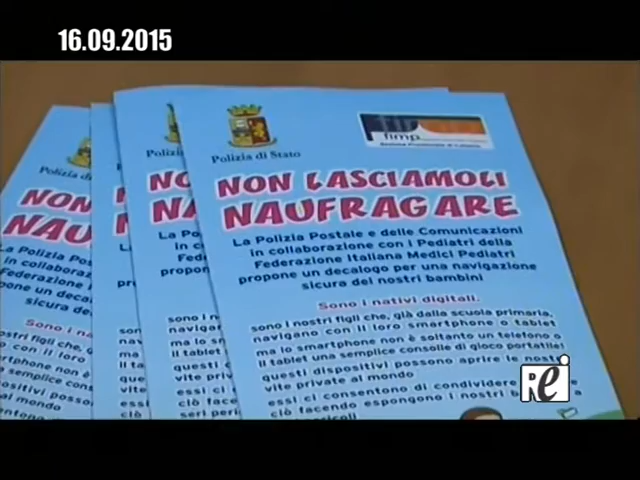 16.09.2015
Polizia di Stato
fimp
NON LASCIAMOLI
NAUFRAGARE
La Polizia Postale e delle Comunicazioni
in collaborazione con i Pediatri della
Federazione Italiana Medici Pediatri
propone un decalogo per una navigazione
sicura dei nostri bambini
Sono i nativi digitali.
Sono i nostri figli che, già dalla scuola primaria,
navigano con il loro smartphone o tablet
ma lo smartphone non è soltanto un telefono o
il tablet una semplice consolle di gioco portatile
questi dispositivi possono aprire le nostre
vite private al mondo
essi ci consentono di condividere
ciò facendo espongono i nostri
rei